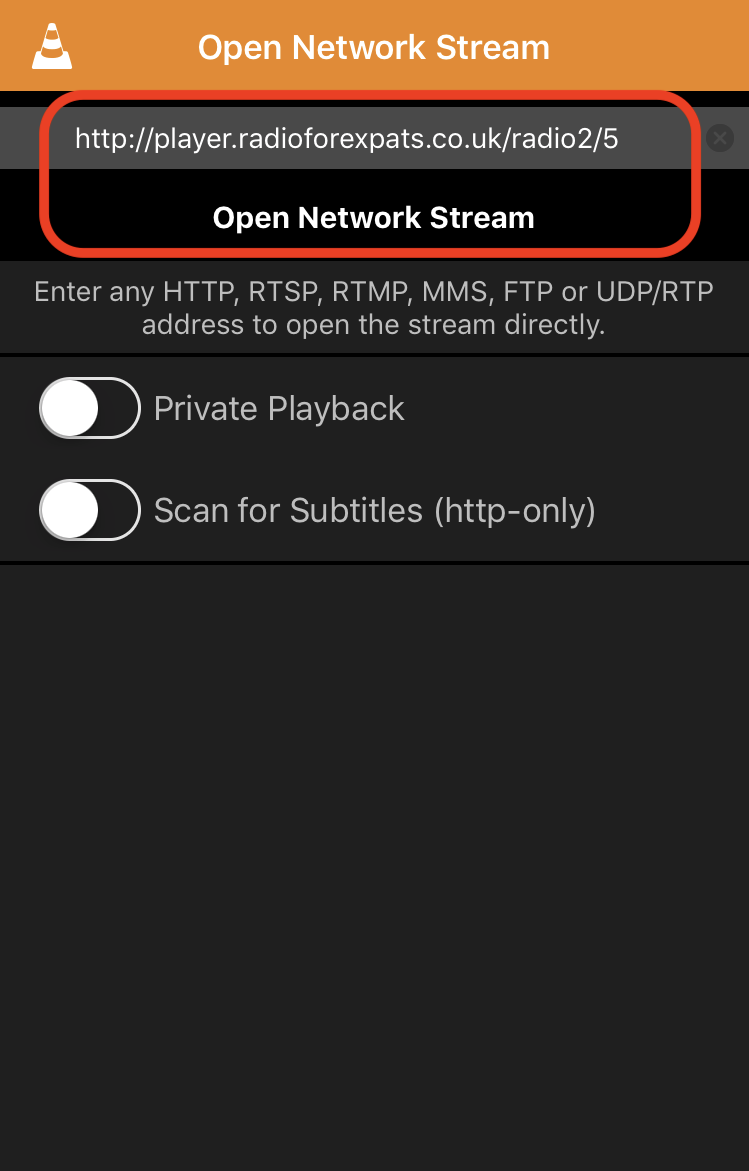 Open Network Stream
http://player.radioforexpats.co.uk/radio2/5
Open Network Stream
Enter any HTTP, RTSP, RTMP, MMS, FTP or UDP/RTP
address to open the stream directly.
Private Playback
Scan for Subtitles (http-only)